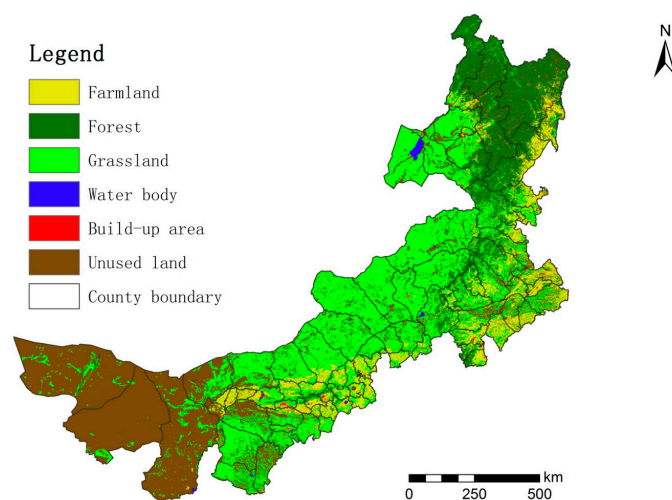 N
Legend
Farmland
Forest
Grassland
Water body
Build-up area
Unused land
County boundary
km
0 250 500